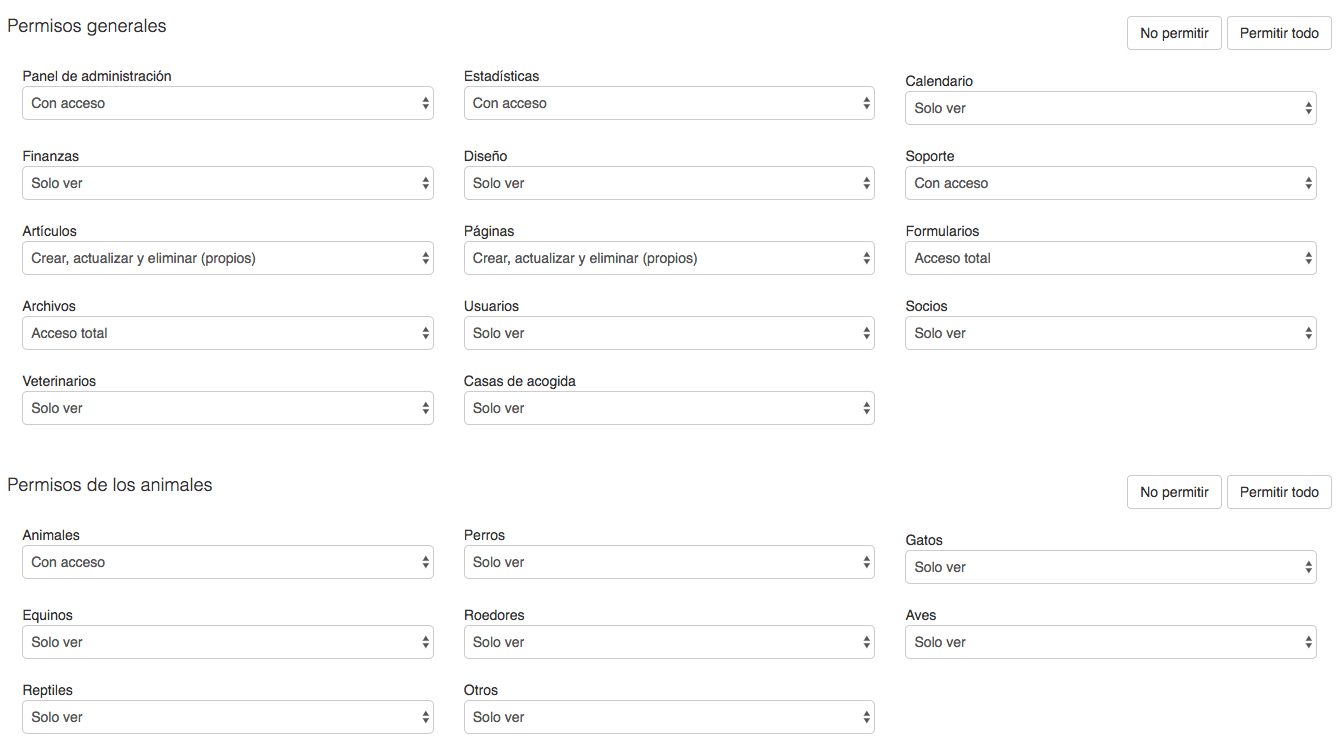 Permisos generales
No permitir Permitir todo
Panel de administración Estadísticas Calendario
Con acceso Con acceso Solo ver
Finanzas Diseño Soporte
Solo ver Solo ver Con acceso
Artículos Páginas Formularios
Crear, actualizar y eliminar (propios) Crear, actualizar y eliminar (propios) Acceso total
Archivos Usuarios Socios
Acceso total Solo ver Solo ver
Veterinarios Casas de acogida
Solo ver Solo ver
Permisos de los animales
No permitir Permitir todo
Animales Perros Gatos
Con acceso Solo ver Solo ver
Equinos Roedores Aves
Solo ver Solo ver Solo ver
Reptiles Otros
Solo ver Solo ver